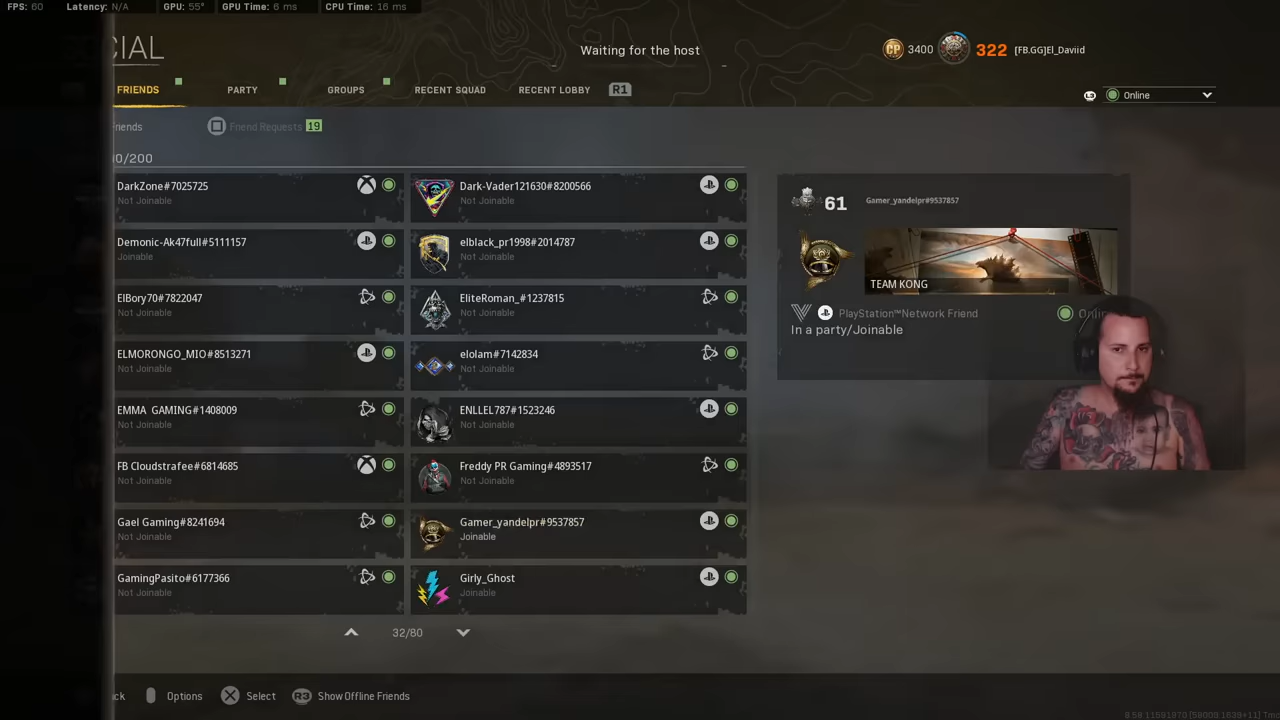 FPS: 60 Latency: N/A GPU: 55° GPU Time: 6 ms CPU Time: 16 ms
CIAL
Waiting for the host
CP 3400 322 [FB.GG]El_Daviid
FRIENDS PARTY GROUPS RECENT SQUAD RECENT LOBBY R1
Online
riends Friend Requests 19
0/200
DarkZone#7025725
Not Joinable
Dark-Vader121630#8200566
Not Joinable
Demonic-Ak47full#5111157
Joinable
elblack_pr1998#2014787
Not Joinable
ElBory70#7822047
Not Joinable
EliteRoman_#1237815
Not Joinable
ELMORONGO_MIO#8513271
Not Joinable
elolam#7142834
Not Joinable
EMMA GAMING#1408009
Not Joinable
ENLLEL787#1523246
Not Joinable
FB Cloudstrafee#6814685
Not Joinable
Freddy PR Gaming#4893517
Not Joinable
Gael Gaming#8241694
Not Joinable
Gamer_yandelpr#9537857
Joinable
GamingPasito#6177366
Not Joinable
Girly_Ghost
Joinable
32/80
61 Gamer_yandelpr#9537857
TEAM KONG
PlayStation™Network Friend Onlin
In a party/Joinable
ck Options Select R3 Show Offline Friends